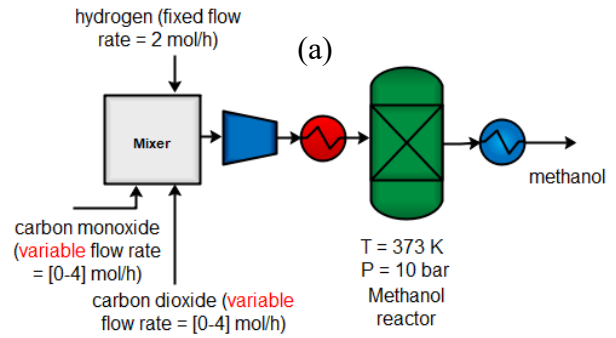 hydrogen (fixed flow
rate = 2 mol/h)
(a)
Mixer
methanol
carbon monoxide
(variable flow rate
= [0-4] mol/h)
carbon dioxide (variable
flow rate = [0-4] mol/h)
T = 373 K
P = 10 bar
Methanol
reactor